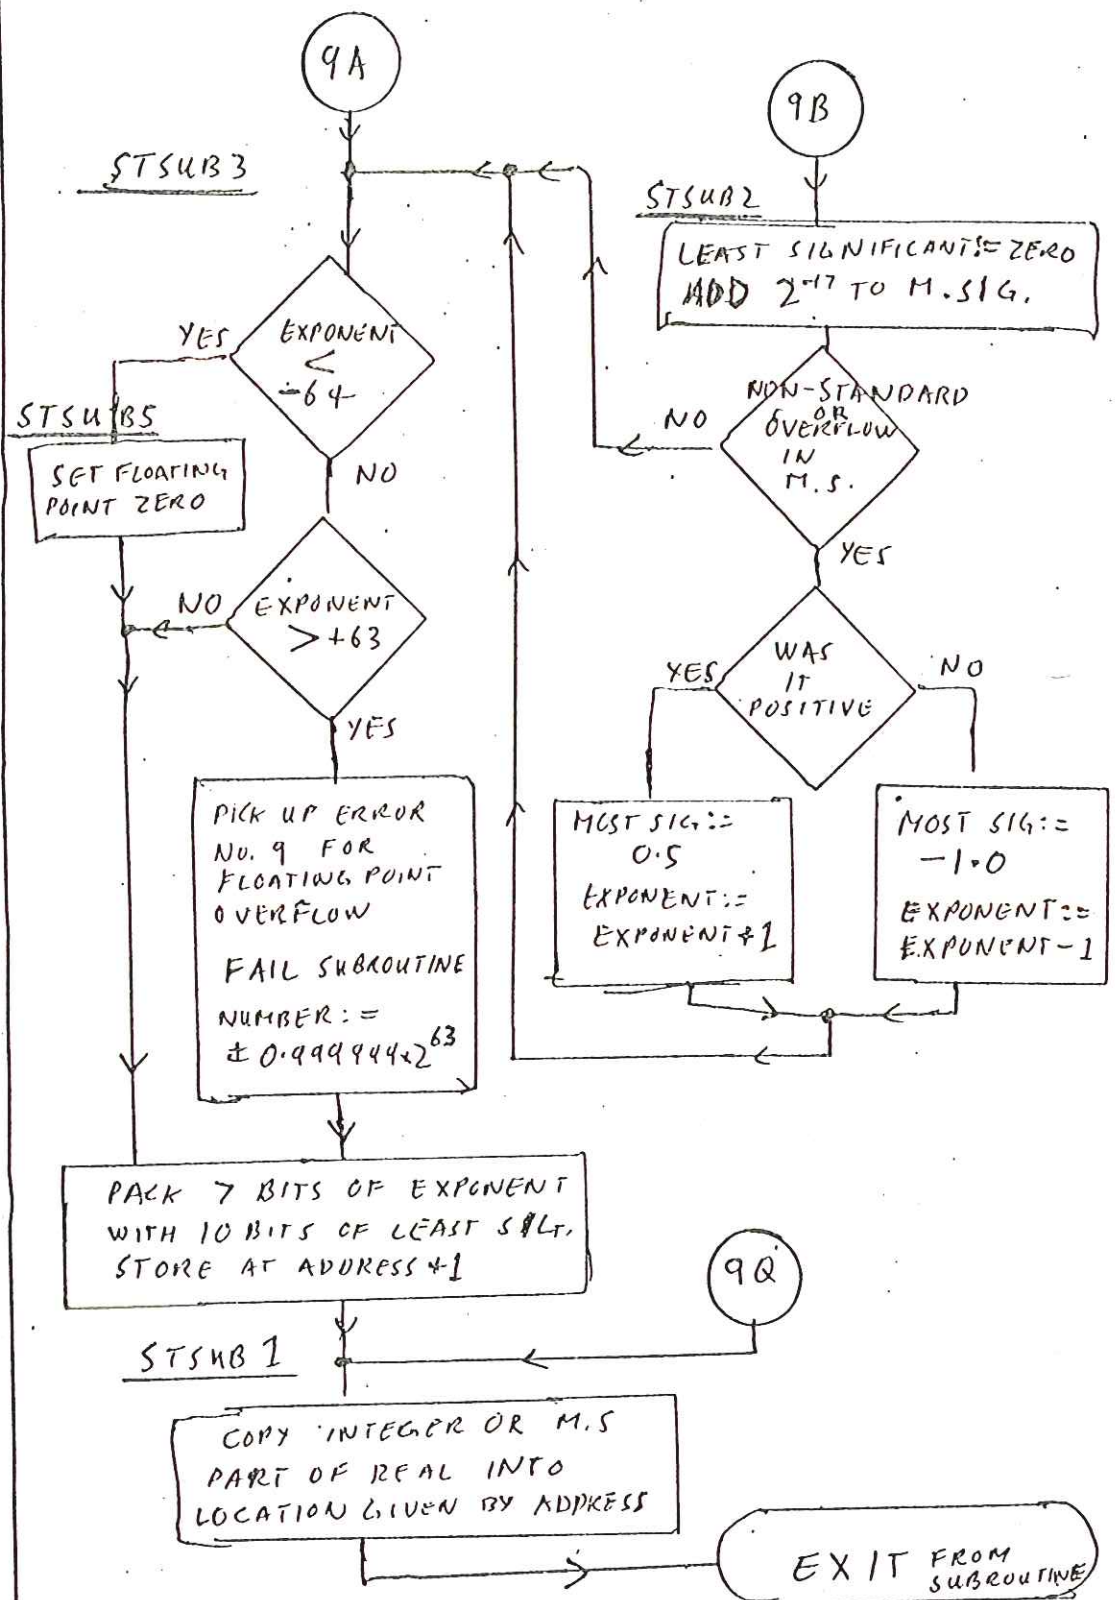 9A
STSUB3
EXPONENT
<
-64
YES
NO
STSUB5
SET FLOATING
POINT ZERO
EXPONENT
> +63
NO
YES
PICK UP ERROR
No. 9 FOR
FLOATING POINT
OVERFLOW
FAIL SUBROUTINE
NUMBER :=
± 0.999999 × 2^63
PACK 7 BITS OF EXPONENT
WITH 10 BITS OF LEAST SIG.
STORE AT ADDRESS +1
9B
STSUB2
LEAST SIGNIFICANT := ZERO
ADD 2^-17 TO M.SIG.
NON-STANDARD
OR
OVERFLOW
IN
M.S.
NO
YES
WAS
IT
POSITIVE
YES
NO
MOST SIG :=
0.5
EXPONENT :=
EXPONENT +1
MOST SIG :=
-1.0
EXPONENT :=
EXPONENT -1
9Q
STSUB1
COPY INTEGER OR M.S
PART OF REAL INTO
LOCATION GIVEN BY ADDRESS
EXIT FROM
SUBROUTINE